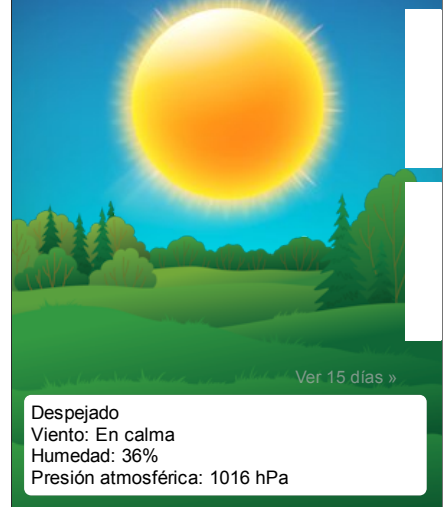 Ver 15 días »
Despejado
Viento: En calma
Humedad: 36%
Presión atmosférica: 1016 hPa